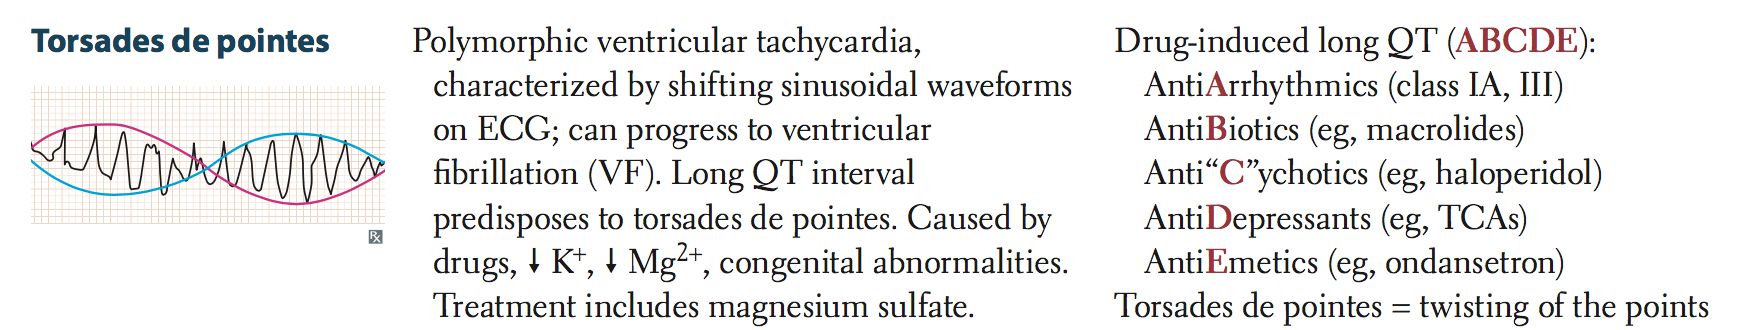 Torsades de pointes
Polymorphic ventricular tachycardia,
characterized by shifting sinusoidal waveforms
on ECG; can progress to ventricular
fibrillation (VF). Long QT interval
predisposes to torsades de pointes. Caused by
drugs, ↓ K⁺, ↓ Mg²⁺, congenital abnormalities.
Treatment includes magnesium sulfate.
Drug-induced long QT (ABCDE):
AntiArrhythmics (class IA, III)
AntiBiotics (eg, macrolides)
Anti“C”ychotics (eg, haloperidol)
AntiDepressants (eg, TCAs)
AntiEmetics (eg, ondansetron)
Torsades de pointes = twisting of the points
℞